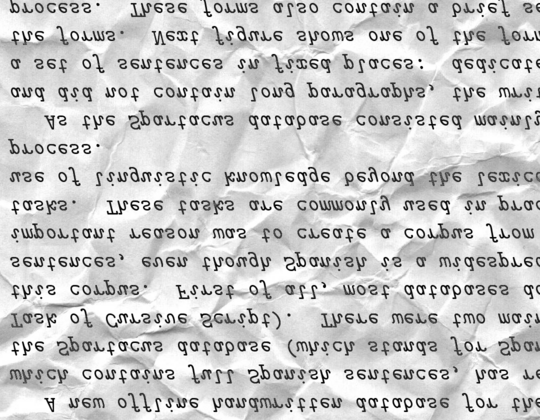 A new offline handwritten database for the
which contains full Spanish sentences, has re
the Spartacus database (which stands for Span
Task of Cursive Script). There were two main
this corpus. First of all, most databases do
sentences, even though Spanish is a widesprea
important reason was to create a corpus from
tasks. These tasks are commonly used in prac
use of linguistic knowledge beyond the lexico
process.
As the Spartacus database consisted mainly
and did not contain long paragraphs, the writ
a set of sentences in fixed places: dedicate
the forms. Next figure shows one of the form
process. These forms also contain a brief se